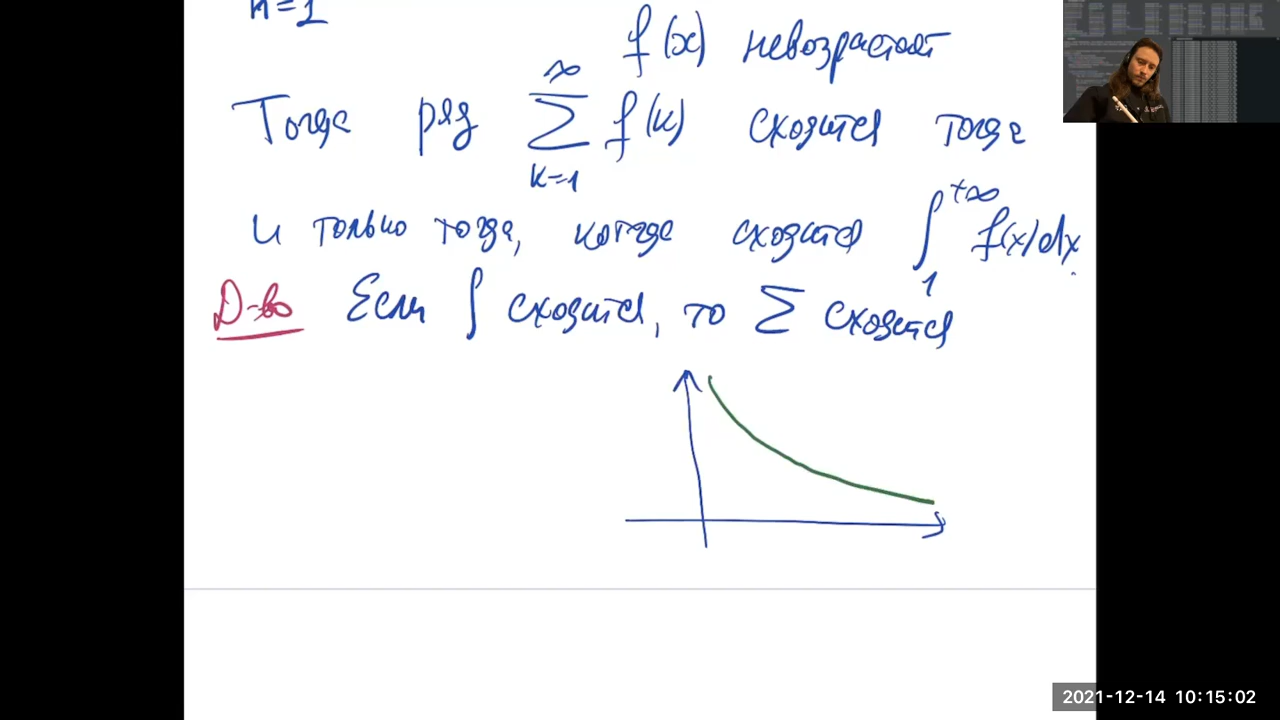 n=1
f(x) невозрастает
∞
Тогда ряд ∑ f(k) сходится тогда
k=1
и только тогда, когда сходится ∫₁^{+∞} f(x)dx.
Д-во Если ∫ сходится, то ∑ сходится
2021-12-14 10:15:02